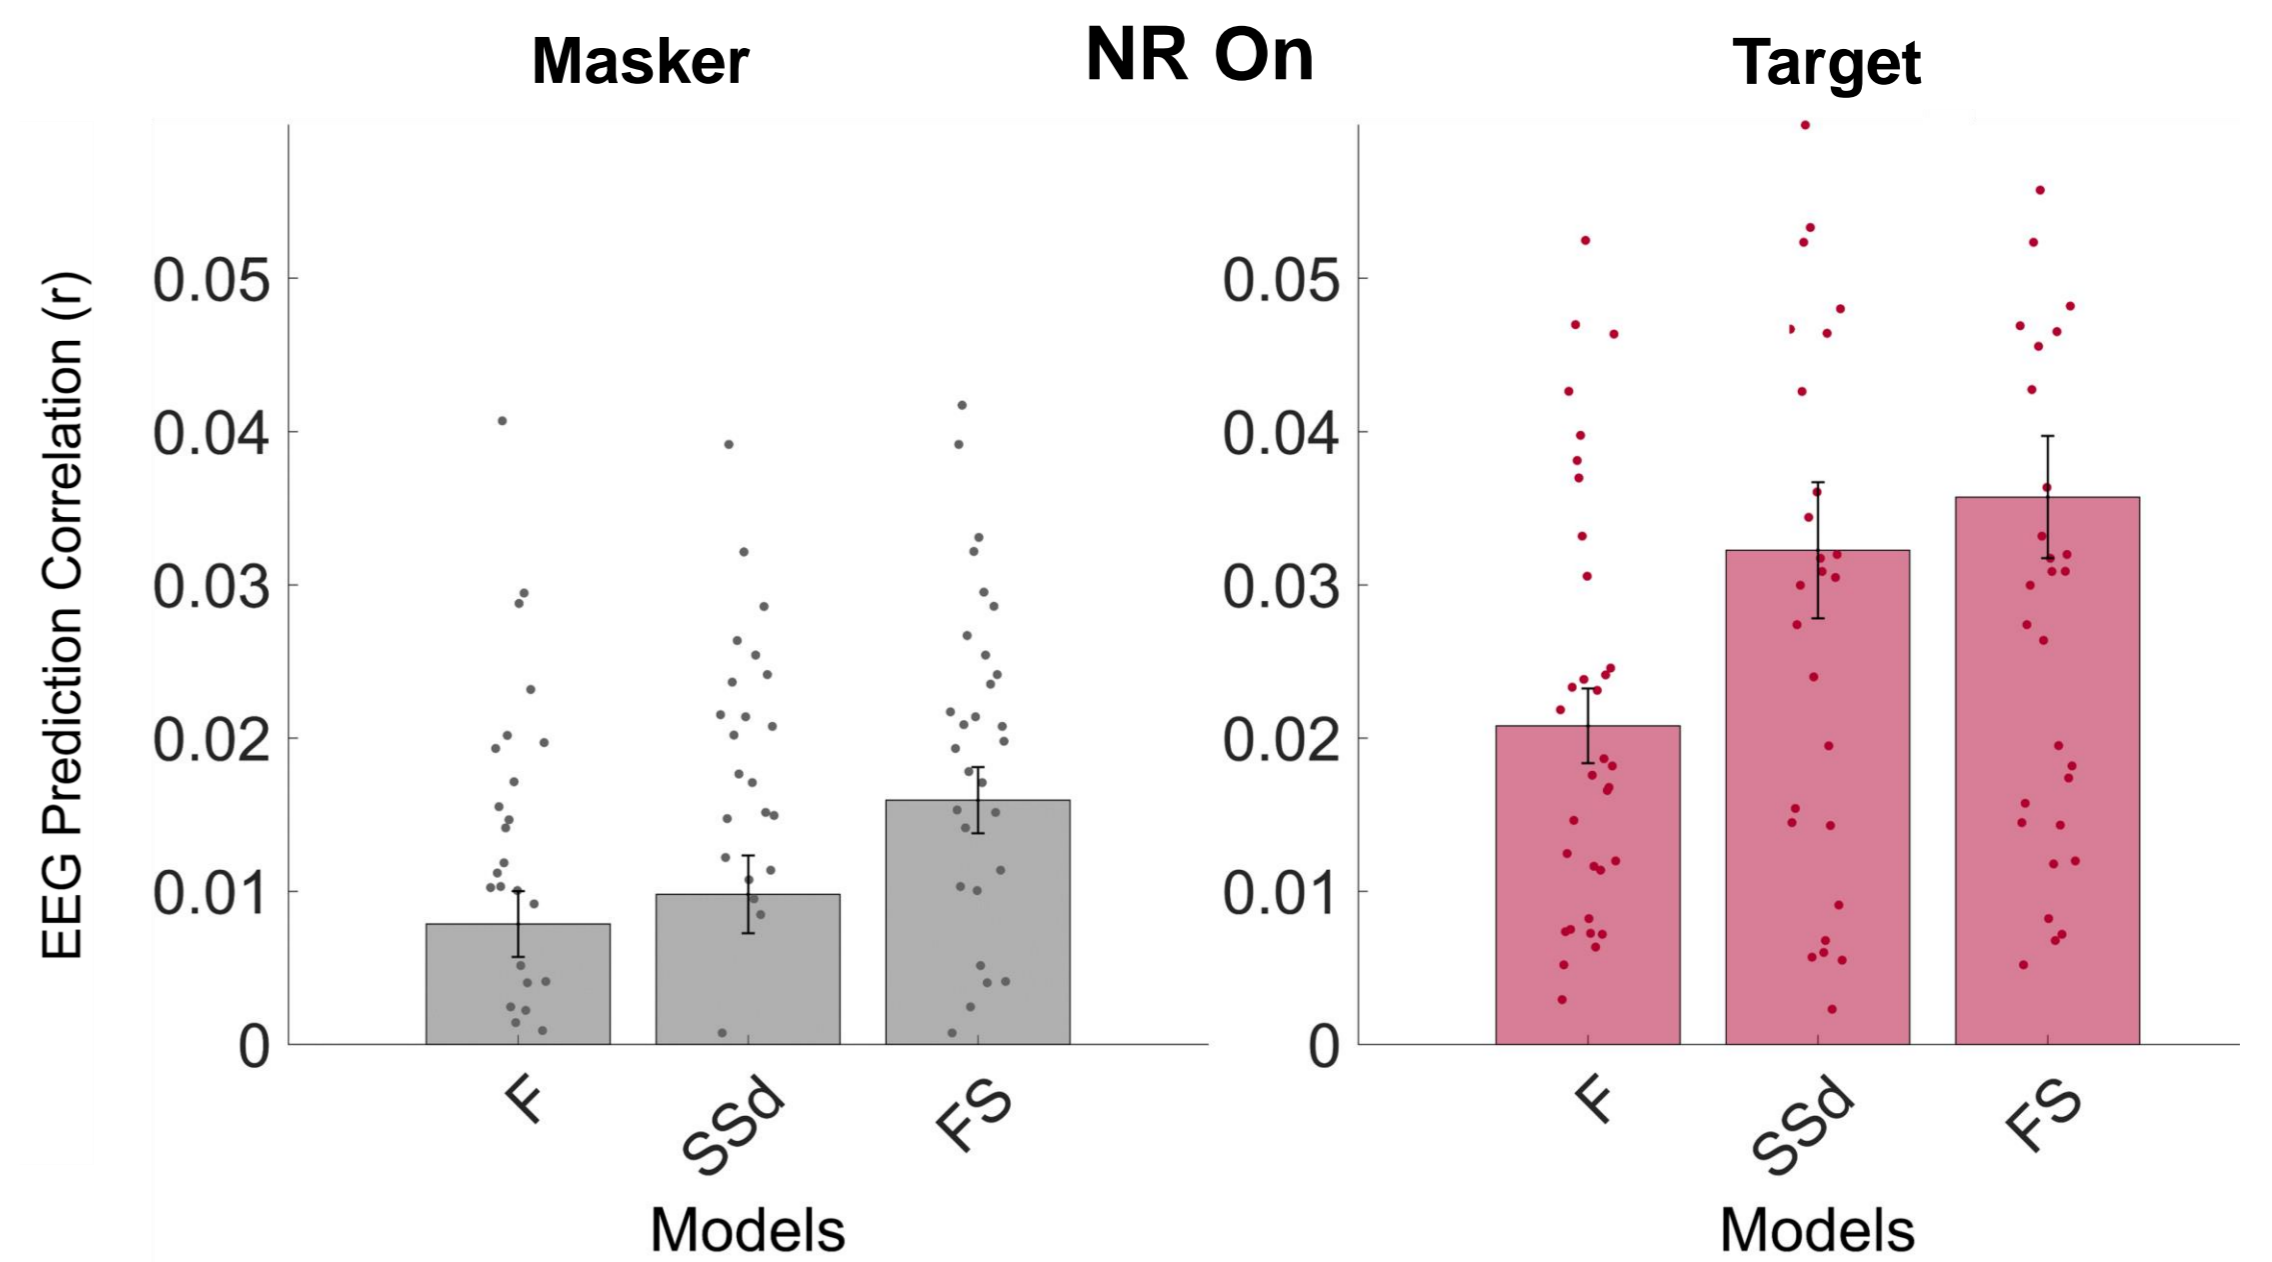 NR On
Masker
Target
EEG Prediction Correlation (r)
0.05
0.04
0.03
0.02
0.01
0
F
SSd
FS
Models
0.05
0.04
0.03
0.02
0.01
0
F
SSd
FS
Models